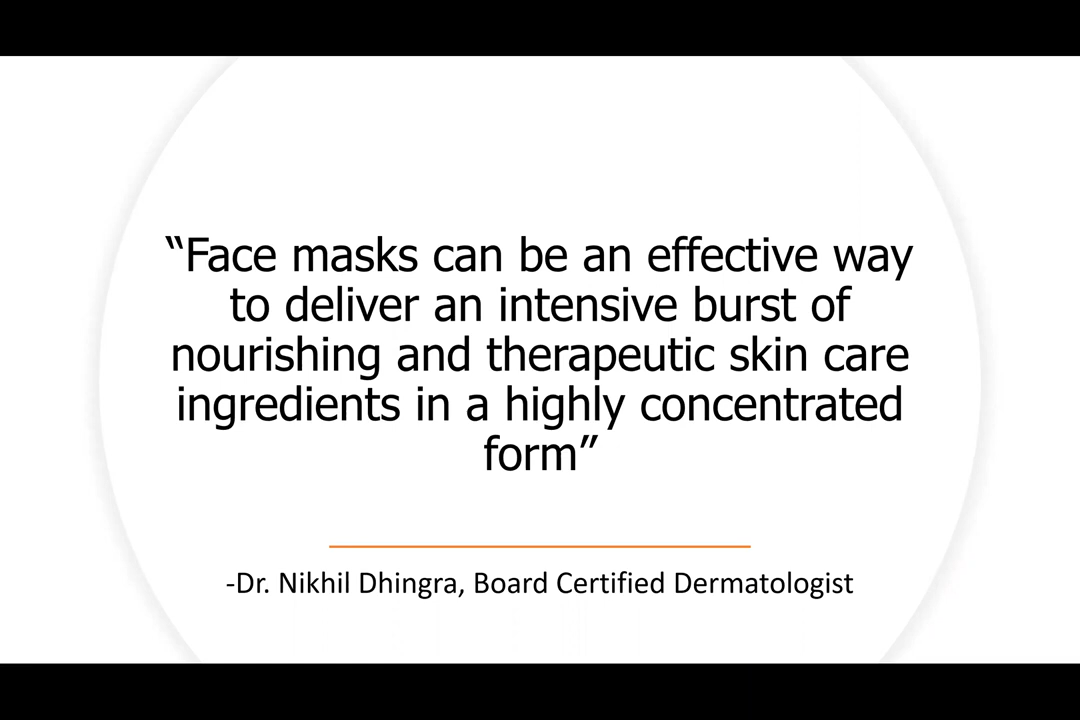 “Face masks can be an effective way
to deliver an intensive burst of
nourishing and therapeutic skin care
ingredients in a highly concentrated
form”
-Dr. Nikhil Dhingra, Board Certified Dermatologist